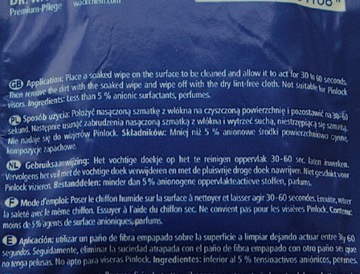 Premium-Pflege
GB Application: Place a soaked wipe on the surface to be cleaned and allow it to act for 30 to 60 seconds.
Then remove the dirt with the soaked wipe and wipe off with the dry lint-free cloth. Not suitable for Pinlock
visors. Ingredients: Less than 5 % anionic surfactants, perfumes.
PL Sposób użycia: Położyć nasączoną szmatkę z włókna na czyszczoną powierzchnię i pozostawić na 30-60
sekund. Następnie usunąć zabrudzenia nasączoną szmatką z włókna i wytrzeć suchą, niestrzępiącą się szmatką.
Nie nadaje się do wizjerów Pinlock. Składników: Mniej niż 5 % anionowe środki powierzchniowo czynne,
kompozycje zapachowe.
NL Gebruiksaanwijzing: Het vochtige doekje op het te reinigen oppervlak 30-60 sec. laten inwerken.
Vervolgens het vuil met de vochtige doek verwijderen en met de pluisvrije droge doek nawrijven. Niet geschikt voor
Pinlock vizieren. Bestanddelen: minder dan 5% anionogene oppervlakteactieve stoffen, parfums.
F Mode d'emploi: Poser le chiffon humide sur la surface à nettoyer et laisser agir 30-60 secondes. Ensuite, retirer
la saleté avec le même chiffon. Essuyer à l'aide du chiffon sec. Ne convient pas pour les visières Pinlock. Contient:
moins de 5% agents de surface anioniques, parfums.
E Aplicación: utilizar un paño de fibra empapado sobre la superficie a limpiar dejando actuar entre 30 y 60
segundos. Seguidamente, eliminar la suciedad atrapada con el paño de fibra empapado con otro paño seco que
no tenga pelusas. No apto para viseras Pinlock. Ingredientes: inferior al 5 % tensioactivos aniónicos, perfumes.